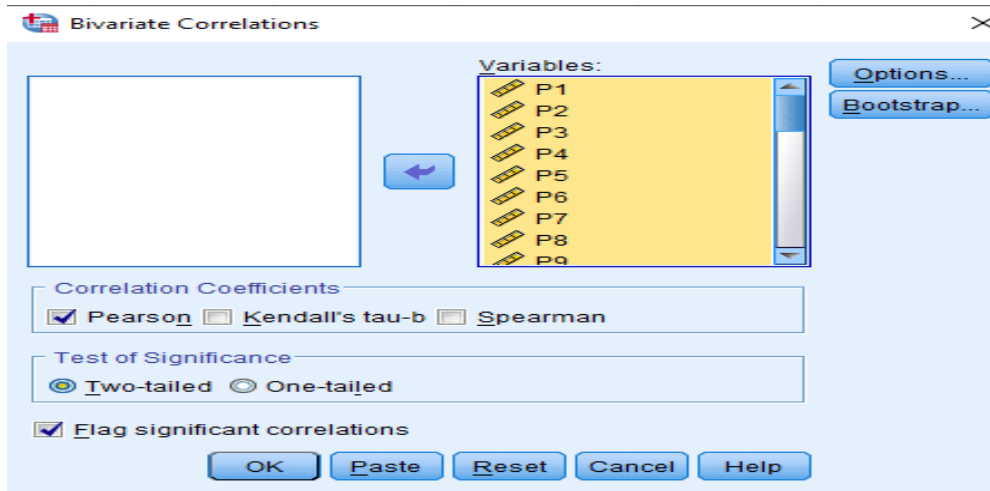 Bivariate Correlations
Variables:
P1
P2
P3
P4
P5
P6
P7
P8
P9
Options...
Bootstrap...
Correlation Coefficients
Pearson Kendall's tau-b Spearman
Test of Significance
Two-tailed One-tailed
Flag significant correlations
OK Paste Reset Cancel Help